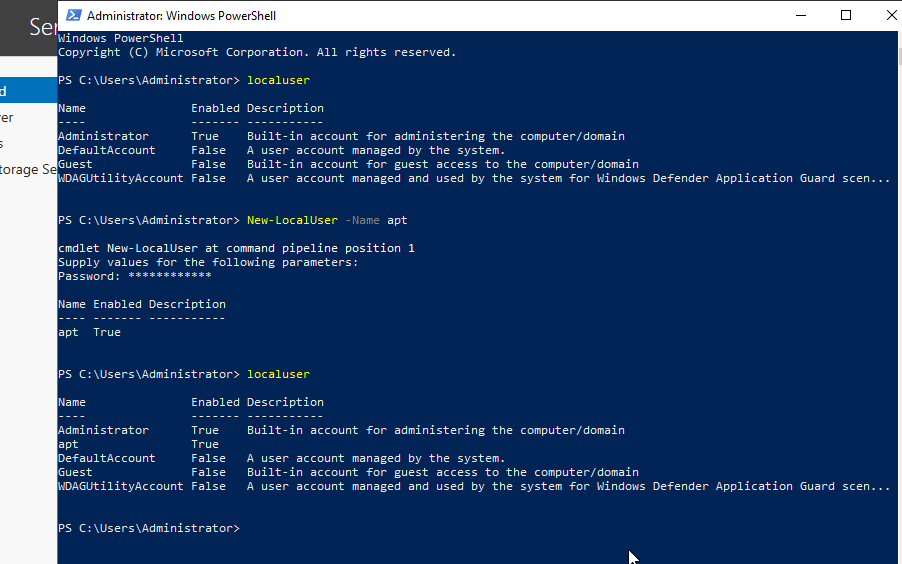 Administrator: Windows PowerShell
Ser
Windows PowerShell
Copyright (C) Microsoft Corporation. All rights reserved.
PS C:\Users\Administrator> localuser
d
Name Enabled Description
---- ------- -----------
er
Administrator True Built-in account for administering the computer/domain
s
DefaultAccount False A user account managed by the system.
Guest False Built-in account for guest access to the computer/domain
torage Se
WDAGUtilityAccount False A user account managed and used by the system for Windows Defender Application Guard scen...
PS C:\Users\Administrator> New-LocalUser -Name apt
cmdlet New-LocalUser at command pipeline position 1
Supply values for the following parameters:
Password: ************
Name Enabled Description
---- ------- -----------
apt True
PS C:\Users\Administrator> localuser
Name Enabled Description
---- ------- -----------
Administrator True Built-in account for administering the computer/domain
apt True
DefaultAccount False A user account managed by the system.
Guest False Built-in account for guest access to the computer/domain
WDAGUtilityAccount False A user account managed and used by the system for Windows Defender Application Guard scen...
PS C:\Users\Administrator>